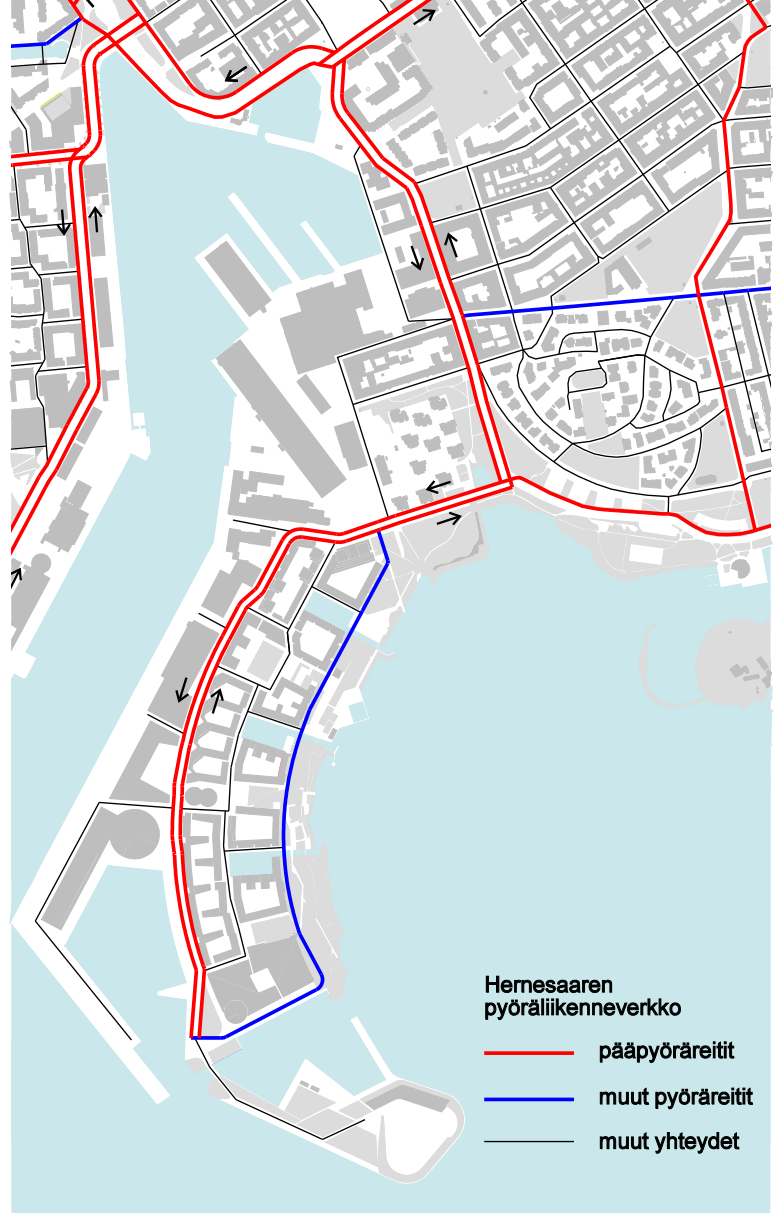 Hernesaaren
pyöräliikenneverkko
pääpyöräreitit
muut pyöräreitit
muut yhteydet